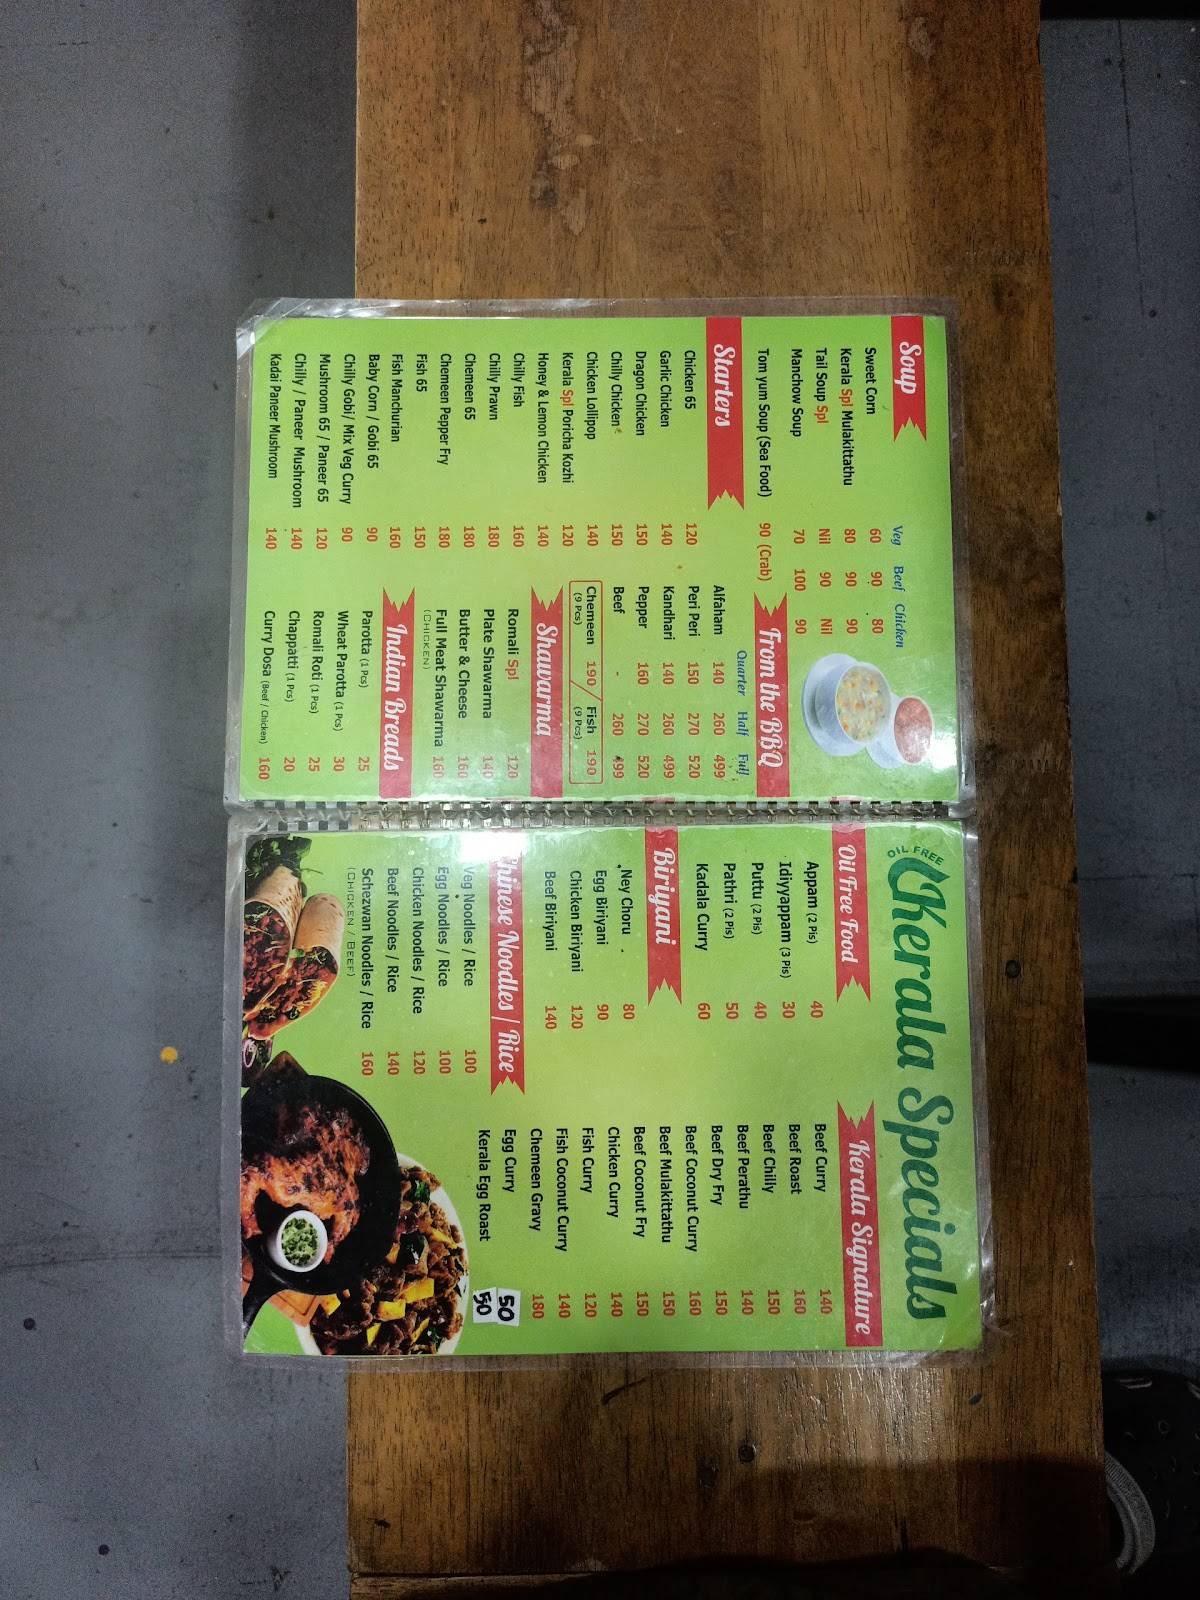 Soup
Veg Beef Chicken
Sweet Corn 60 90 80
Kerala Spl Mulakittathu 80 90 90
Tail Soup Spl Nil 90 Nil
Manchow Soup 70 100 90
Tom yum Soup (Sea Food) 90 (Crab)
Starters
Chicken 65 120
Garlic Chicken 140
Dragon Chicken 150
Chilly Chicken 150
Chicken Lollipop 140
Kerala Spl Poricha Kozhi 120
Honey & Lemon Chicken 140
Chilly Fish 160
Chilly Prawn 180
Chemeen 65 180
Chemeen Pepper Fry 180
Fish 65 150
Fish Manchurian 160
Baby Corn / Gobi 65 90
Chilly Gobi/ Mix Veg Curry 90
Mushroom 65 / Paneer 65 120
Chilly / Paneer Mushroom 140
Kadai Paneer Mushroom 140
From the BBQ
Quarter Half Full
Alfaham 140 260 499
Peri Peri 150 270 520
Kandhari 140 260 499
Pepper 160 270 520
Beef - 260 499
Chemeen 190 / Fish 190
(9 Pcs) (9 Pcs)
Shawarma
Romali Spl 120
Plate Shawarma 140
Butter & Cheese 160
Full Meat Shawarma 160
(CHICKEN)
Indian Breads
Parotta (1 Pcs) 25
Wheat Parotta (1 Pcs) 30
Romali Roti (1 Pcs) 25
Chappatti (1 Pcs) 20
Curry Dosa (Beef / Chicken) 160
OIL FREE
Kerala Specials
Oil Free Food
Appam (2 Pis) 40
Idiyyappam (3 Pis) 30
Puttu (2 Pis) 40
Pathri (2 Pis) 50
Kadala Curry 60
Biriyani
Ney Choru 80
Egg Biriyani 90
Chicken Biriyani 120
Beef Biriyani 140
Chinese Noodles | Rice
Veg Noodles / Rice 100
Egg Noodles / Rice 100
Chicken Noodles / Rice 120
Beef Noodles / Rice 140
Schezwan Noodles / Rice 160
(CHICKEN / BEEF)
Kerala Signature
Beef Curry 140
Beef Roast 160
Beef Chilly 150
Beef Perathu 140
Beef Dry Fry 150
Beef Coconut Curry 160
Beef Mulakittathu 150
Beef Coconut Fry 150
Chicken Curry 140
Fish Curry 120
Fish Coconut Curry 140
Chemeen Gravy 180
Egg Curry 50
Kerala Egg Roast 50